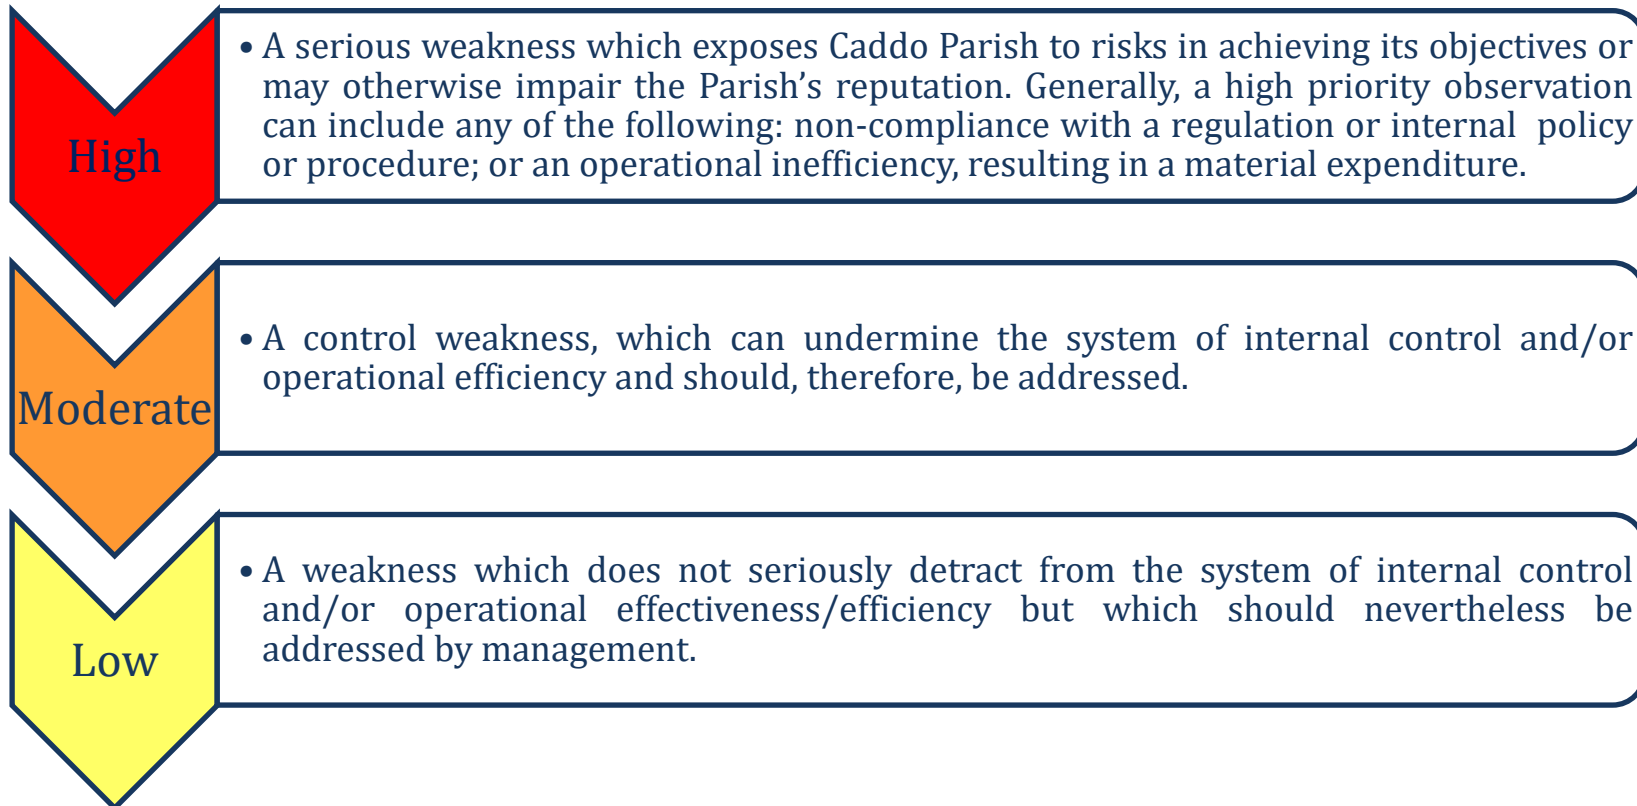 High
• A serious weakness which exposes Caddo Parish to risks in achieving its objectives or
may otherwise impair the Parish’s reputation. Generally, a high priority observation
can include any of the following: non-compliance with a regulation or internal policy
or procedure; or an operational inefficiency, resulting in a material expenditure.
Moderate
• A control weakness, which can undermine the system of internal control and/or
operational efficiency and should, therefore, be addressed.
Low
• A weakness which does not seriously detract from the system of internal control
and/or operational effectiveness/efficiency but which should nevertheless be
addressed by management.